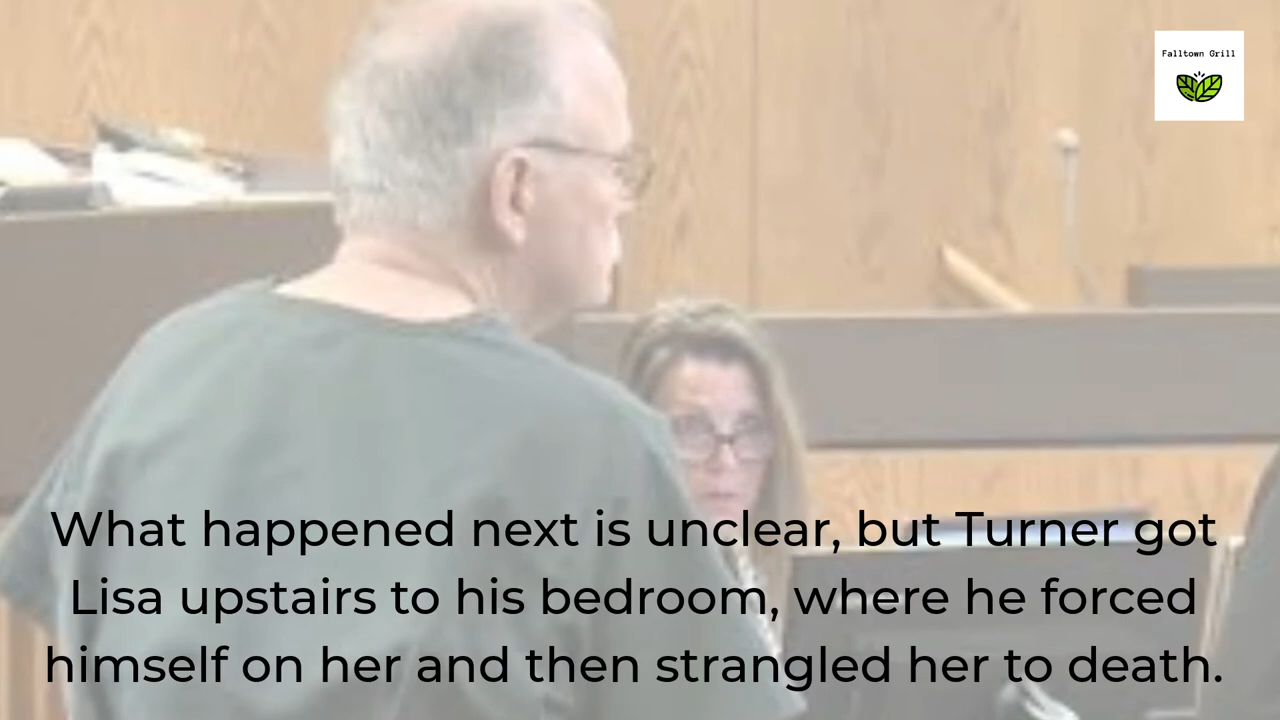 Falltown Grill
What happened next is unclear, but Turner got
Lisa upstairs to his bedroom, where he forced
himself on her and then strangled her to death.